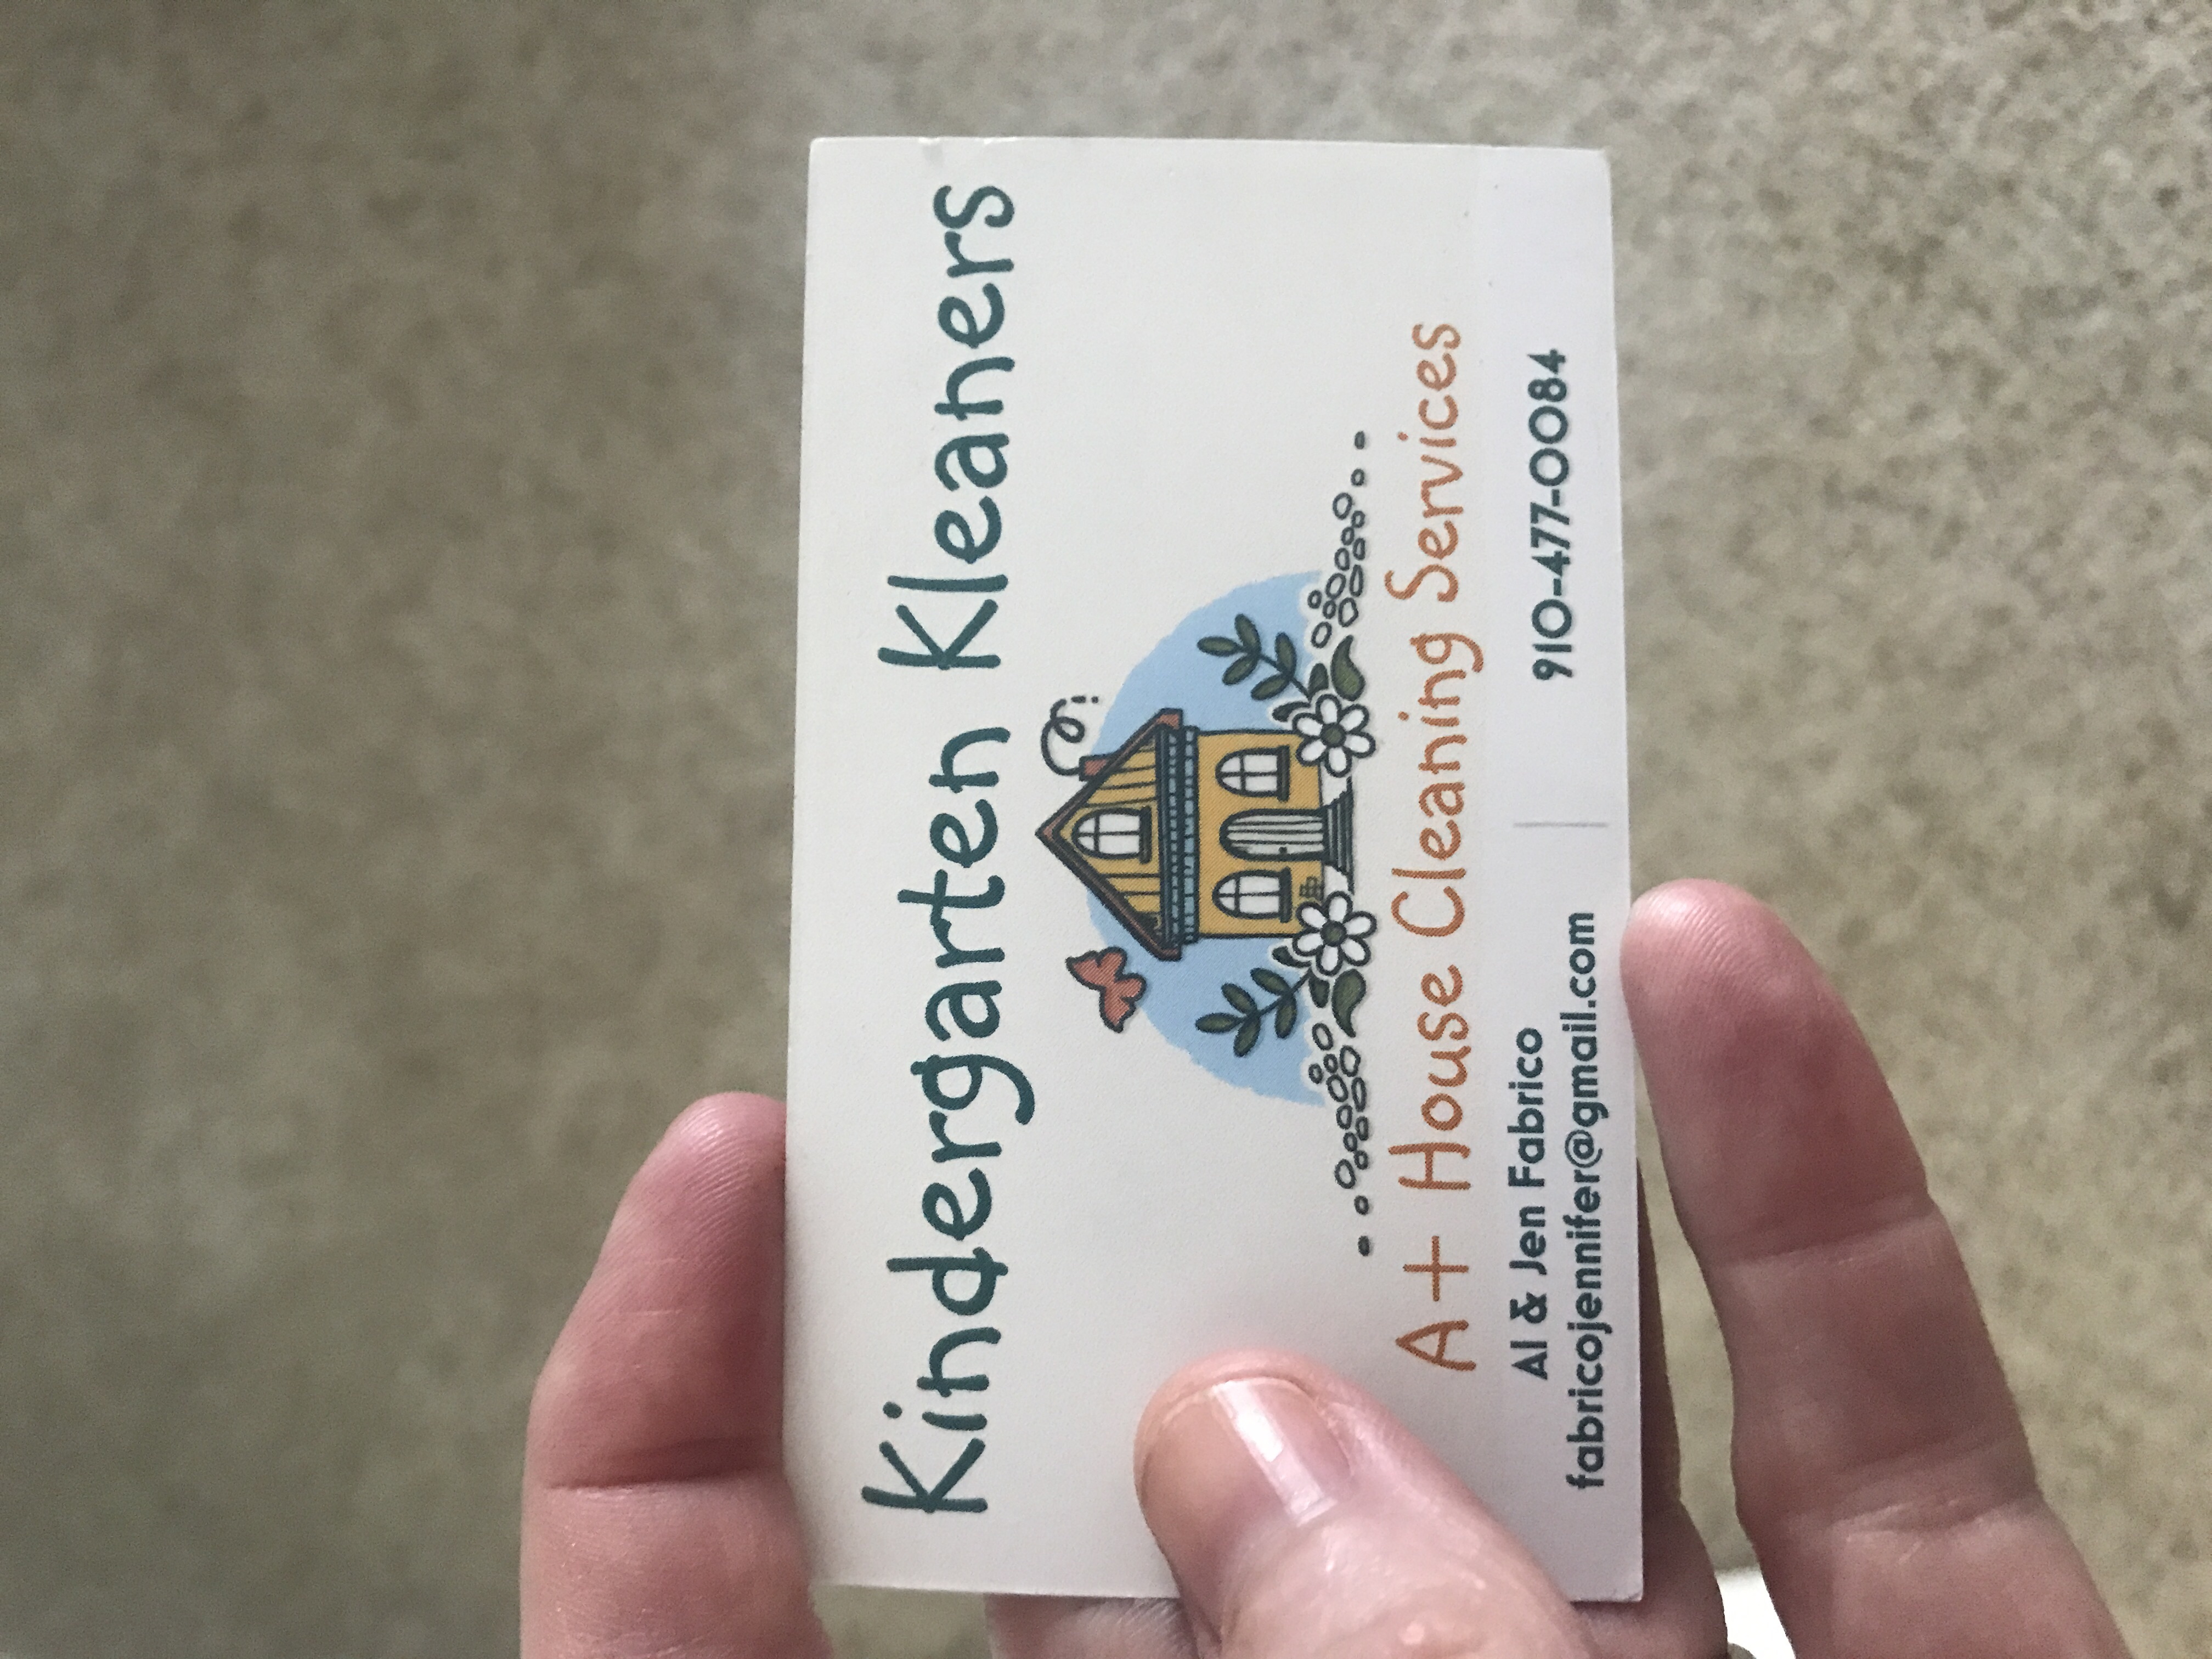 Kindergarten Kleaners
A+ House Cleaning Services
Al & Jen Fabrico
fabricojennifer@gmail.com
910-477-0084